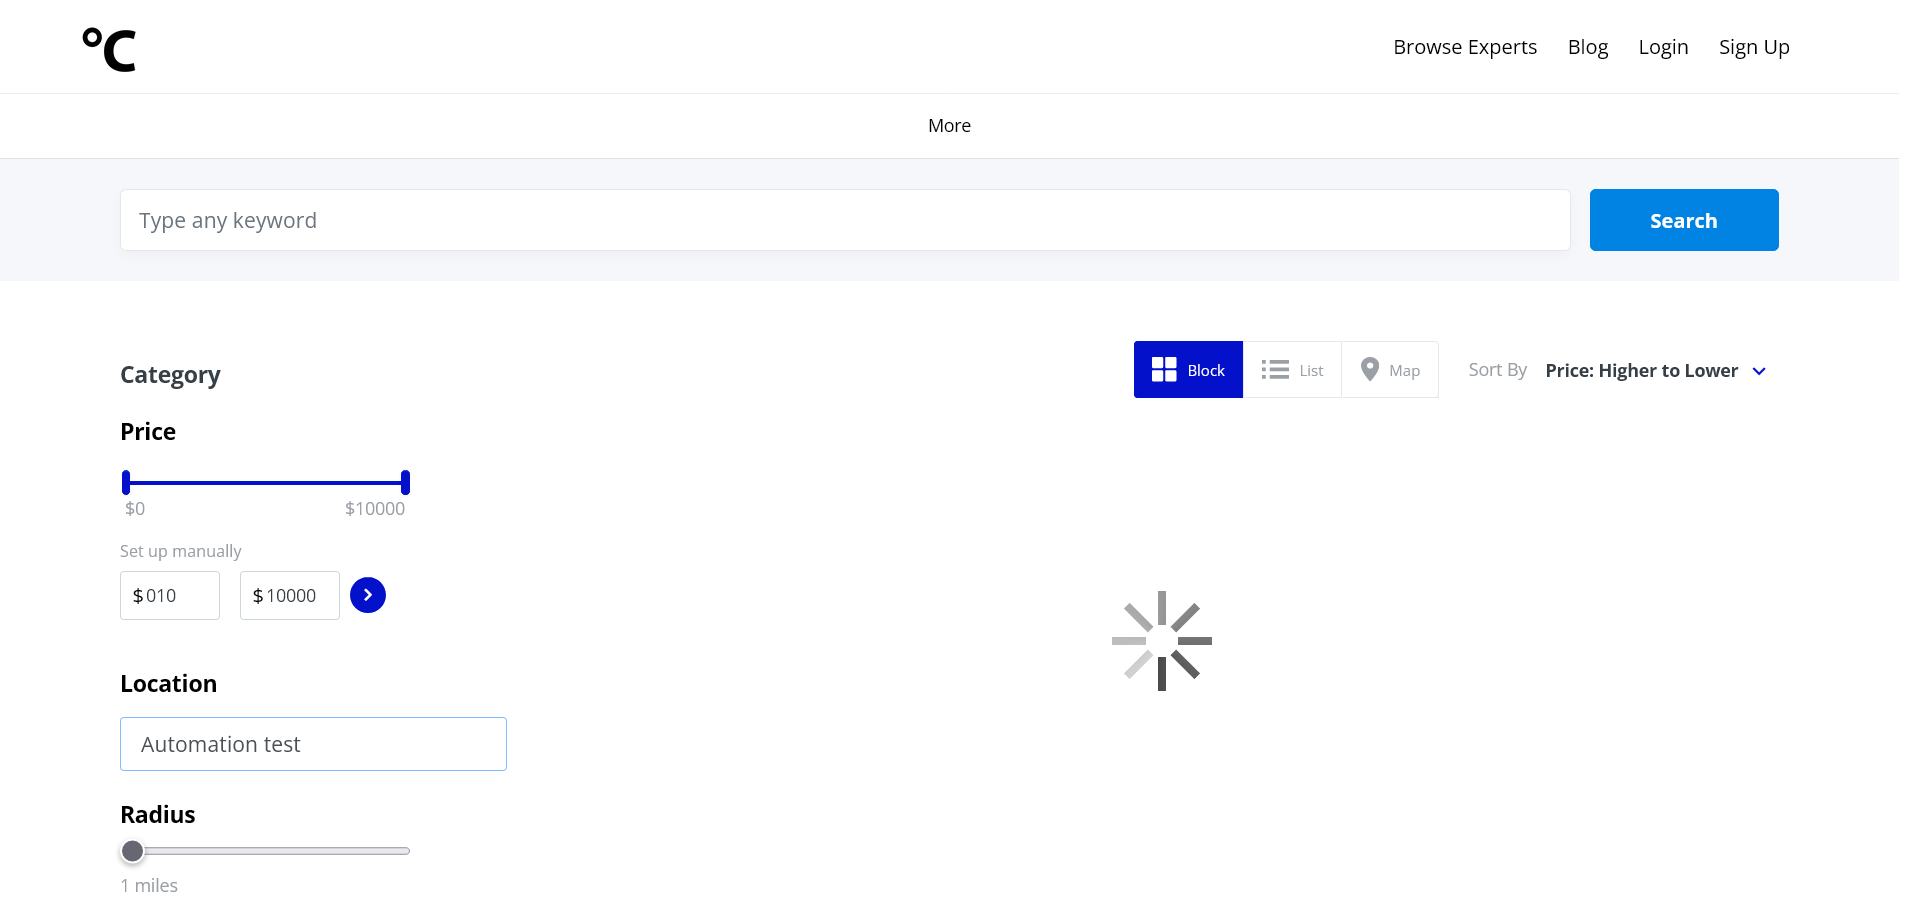 °C
Browse Experts
Blog
Login
Sign Up
More
Type any keyword
Search
Category
Block
List
Map
Sort By
Price: Higher to Lower
Price
$0
$10000
Set up manually
$ 010
$ 10000
Location
Automation test
Radius
1 miles